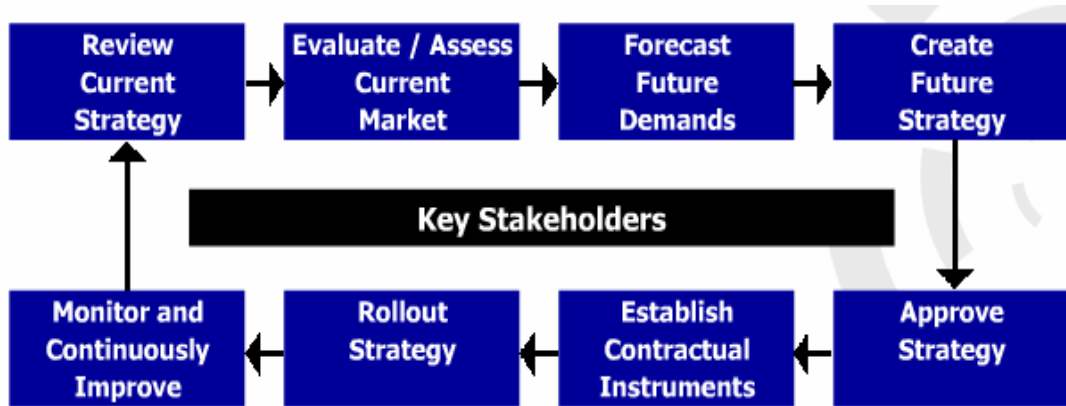 Review
Current
Strategy
Evaluate / Assess
Current
Market
Forecast
Future
Demands
Create
Future
Strategy
Key Stakeholders
Monitor and
Continuously
Improve
Rollout
Strategy
Establish
Contractual
Instruments
Approve
Strategy